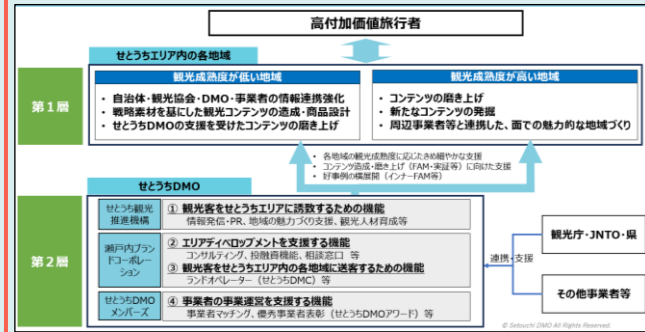 高付加価値旅行者
せとうちエリア内の各地域
第1層
観光成熟度が低い地域
・ 自治体・観光協会・DMO・事業者の情報連携強化
・ 戦略素材を基にした観光コンテンツの造成・商品設計
・ せとうちDMOの支援を受けたコンテンツの磨き上げ
観光成熟度が高い地域
・ コンテンツの磨き上げ
・ 新たなコンテンツの発掘
・ 周辺事業者等と連携した、面での魅力的な地域づくり
・ 各地域の観光成熟度に応じたきめ細やかな支援
・ コンテンツ造成・磨き上げ（FAM・実証等）に向けた支援
・ 好事例の横展開（インナーFAM等）
せとうちDMO
第2層
せとうち観光
推進機構
① 観光客をせとうちエリアに誘致するための機能
情報発信・PR、地域の魅力づくり支援、観光人材育成等
瀬戸内ブラン
ドコーポレー
ション
② エリアディベロップメントを支援する機能
コンサルティング、投融資機能、相談窓口 等
③ 観光客をせとうちエリア内の各地域に送客するための機能
ランドオペレーター（せとうちDMC）等
せとうちDMO
メンバーズ
④ 事業者の事業運営を支援する機能
事業者マッチング、優秀事業者表彰（せとうちDMOアワード）等
連携・支援
観光庁・JNTO・県
その他事業者等
© Setouchi DMO All Rights Reserved.